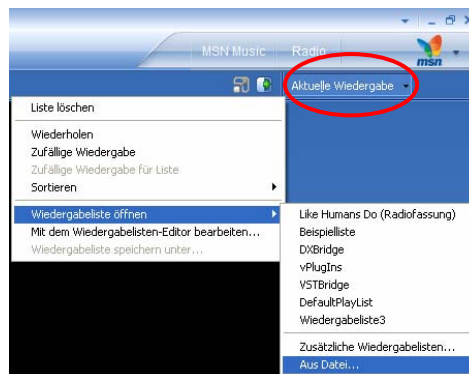 MSN Music
Radio
msn
Aktuelle Wiedergabe
Liste löschen
Wiederholen
Zufällige Wiedergabe
Zufällige Wiedergabe für Liste
Sortieren
Wiedergabeliste öffnen
Mit dem Wiedergabelisten-Editor bearbeiten...
Wiedergabeliste speichern unter...
Like Humans Do (Radiofassung)
Beispielliste
DXBridge
vPlugIns
VSTBridge
DefaultPlayList
Wiedergabeliste3
Zusätzliche Wiedergabelisten...
Aus Datei...